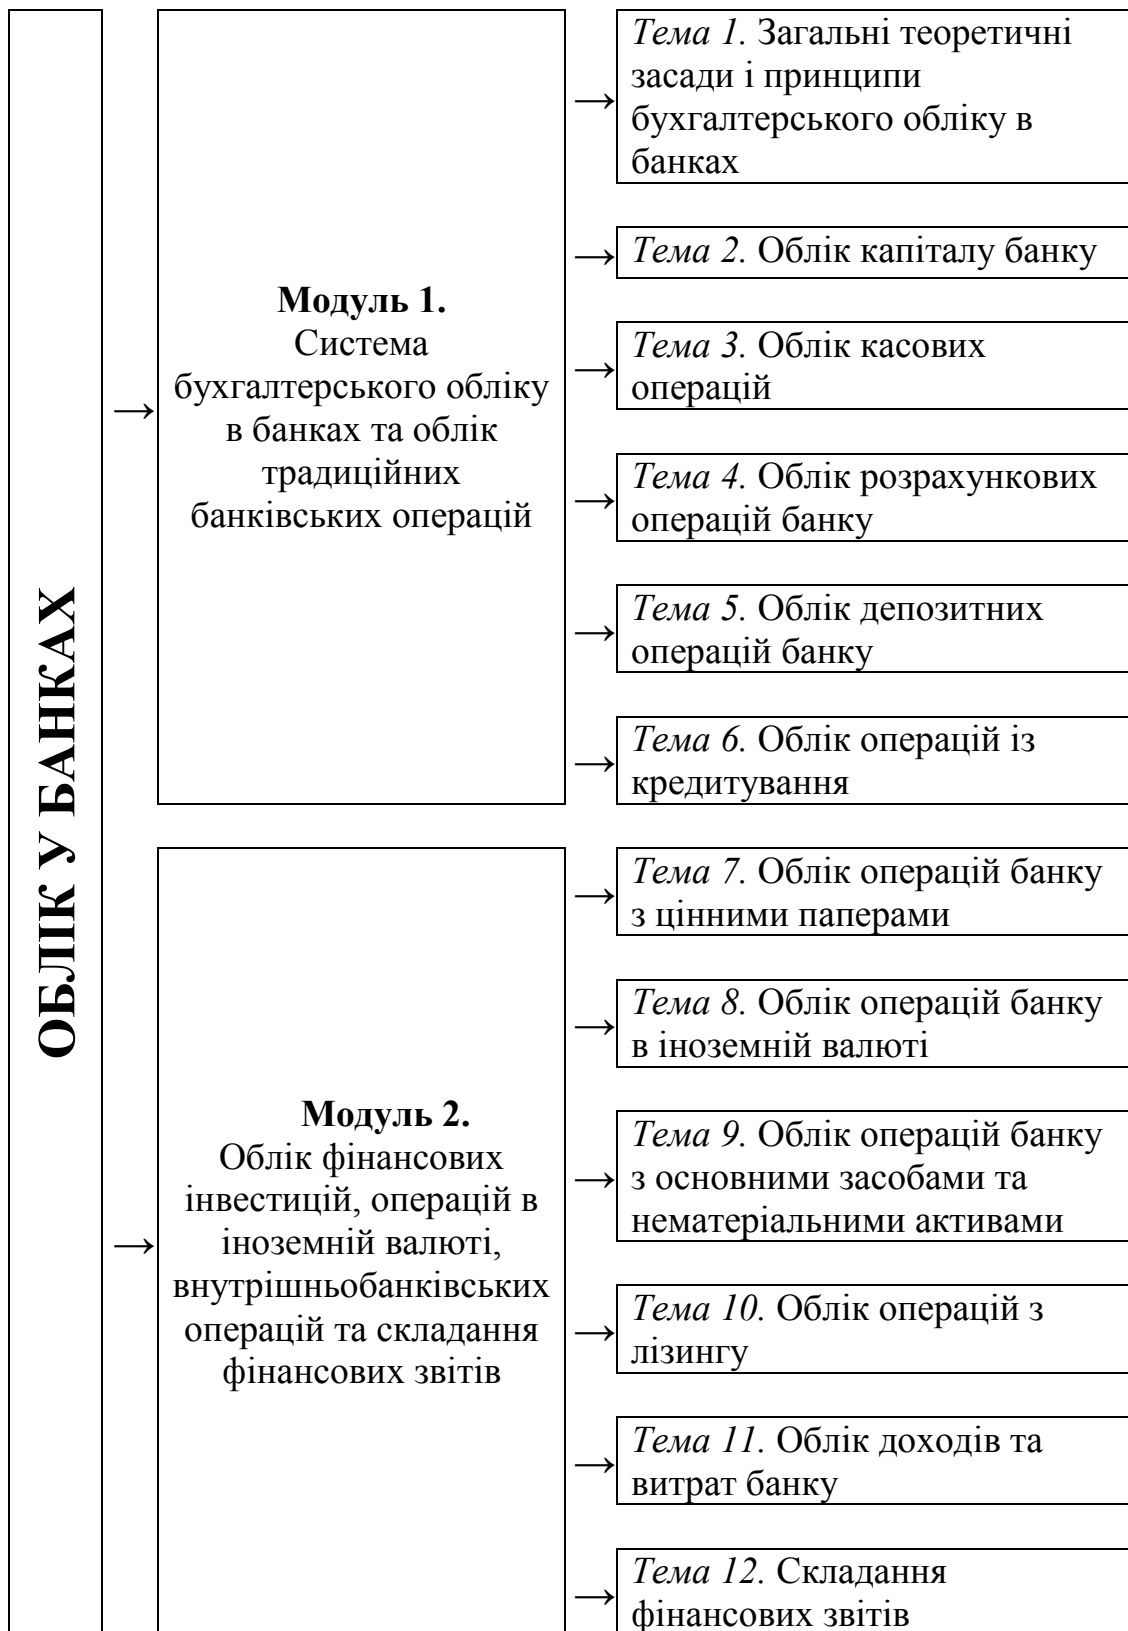 ОБЛІК У БАНКАХ
Модуль 1.
Система
бухгалтерського обліку
в банках та облік
традиційних
банківських операцій
Тема 1. Загальні теоретичні
засади і принципи
бухгалтерського обліку в
банках
Тема 2. Облік капіталу банку
Тема 3. Облік касових
операцій
Тема 4. Облік розрахункових
операцій банку
Тема 5. Облік депозитних
операцій банку
Тема 6. Облік операцій із
кредитування
Модуль 2.
Облік фінансових
інвестицій, операцій в
іноземній валюті,
внутрішньобанківських
операцій та складання
фінансових звітів
Тема 7. Облік операцій банку
з цінними паперами
Тема 8. Облік операцій банку
в іноземній валюті
Тема 9. Облік операцій банку
з основними засобами та
нематеріальними активами
Тема 10. Облік операцій з
лізингу
Тема 11. Облік доходів та
витрат банку
Тема 12. Складання
фінансових звітів